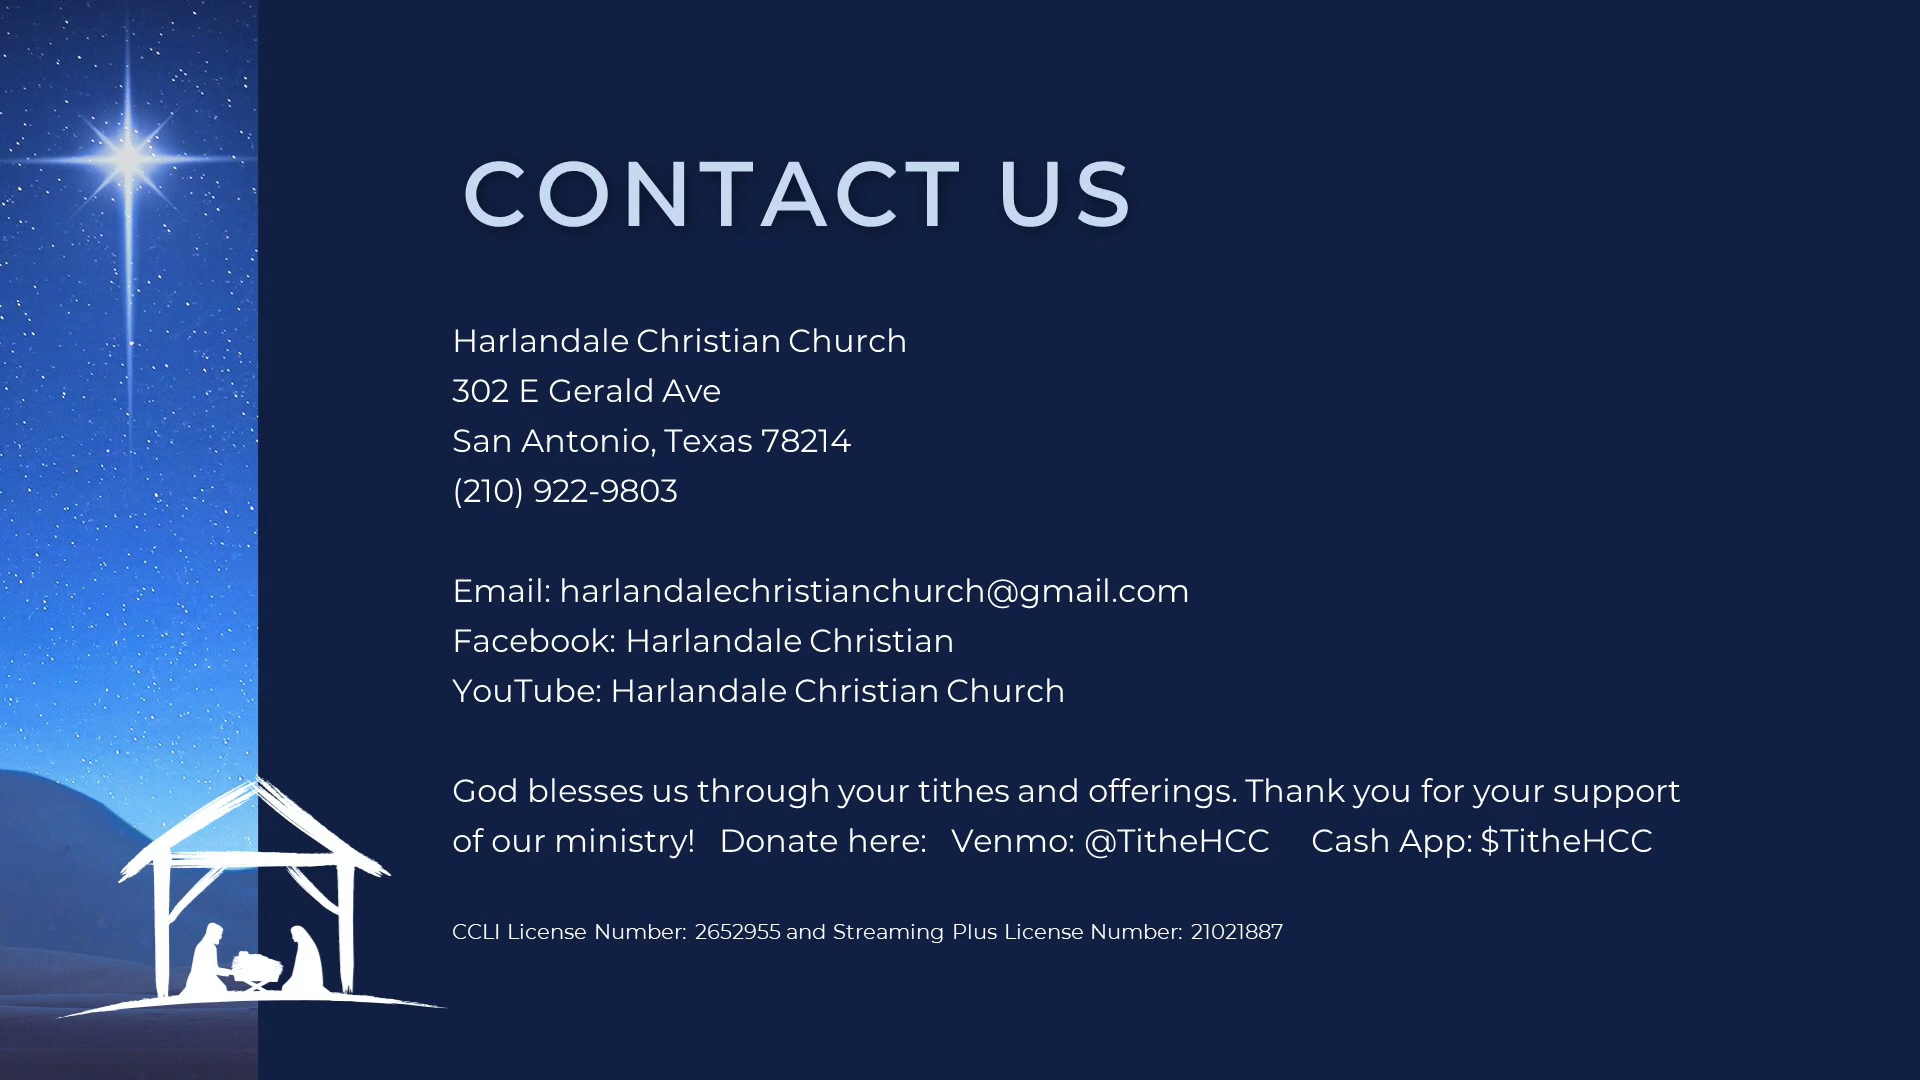 CONTACT US
Harlandale Christian Church
302 E Gerald Ave
San Antonio, Texas 78214
(210) 922-9803
Email: harlandalechristianchurch@gmail.com
Facebook: Harlandale Christian
YouTube: Harlandale Christian Church
God blesses us through your tithes and offerings. Thank you for your support
of our ministry! Donate here: Venmo: @TitheHCC Cash App: $TitheHCC
CCLI License Number: 2652955 and Streaming Plus License Number: 21021887